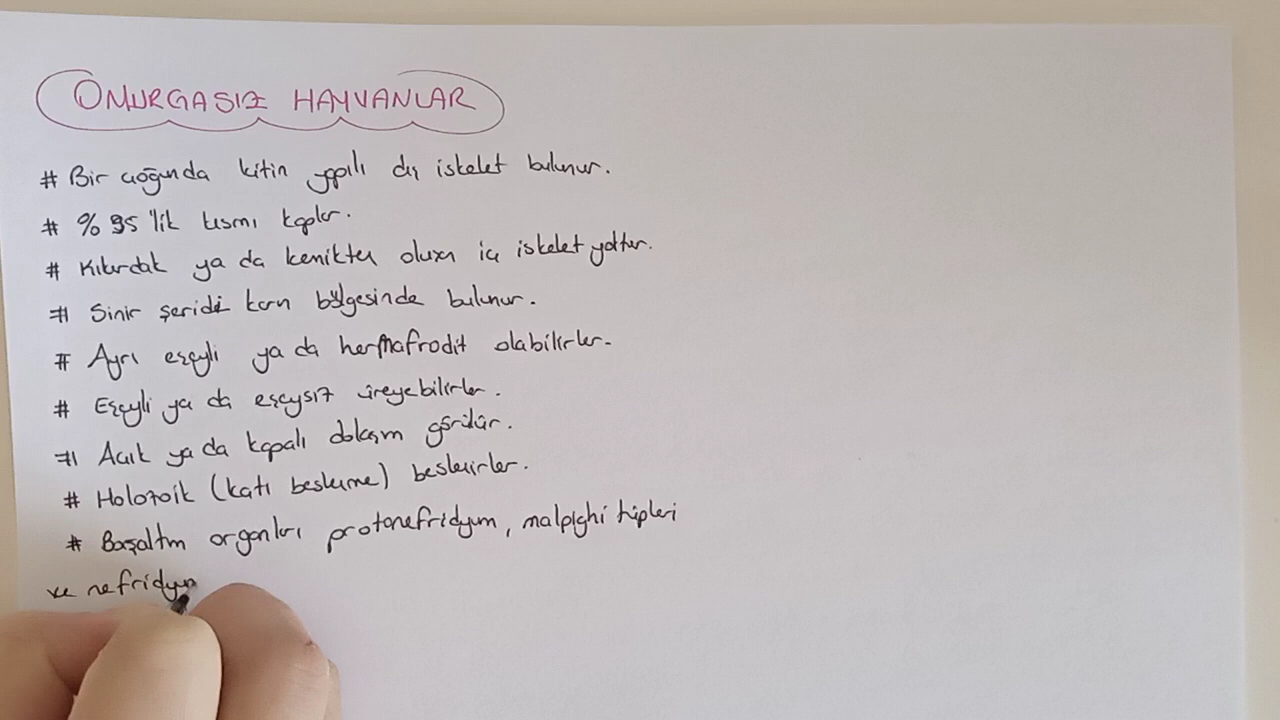 OMURGASIZ HAYVANLAR
# Bir çoğunda kitin yapılı dış iskelet bulunur.
# % 95 'lik kısmı kaplar.
# Kıkırdak ya da kemikten oluşan iç iskelet yoktur.
# Sinir şeridi karın bölgesinde bulunur.
# Ayrı eşeyli ya da hermafrodit olabilirler.
# Eşeyli ya da eşeysiz üreyebilirler.
# Açık ya da kapalı dolaşım görülür.
# Holozoik (katı beslenme) beslenirler.
# Boşaltım organları protonefridyum, malpighi tüpleri
ve nefridyum